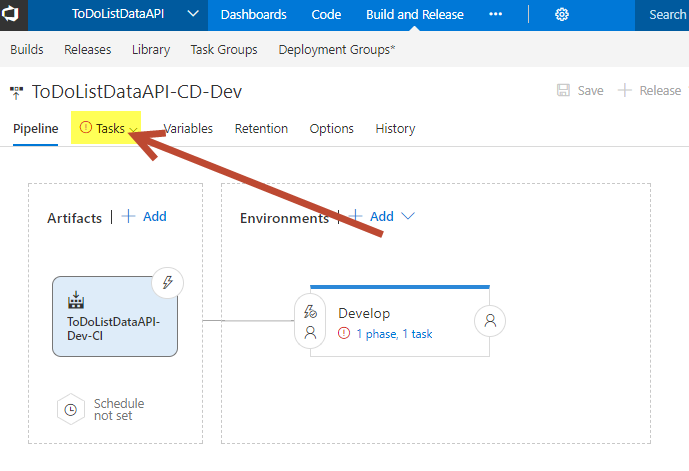 ToDoListDataAPI Dashboards Code Build and Release ••• Search
Builds Releases Library Task Groups Deployment Groups*
ToDoListDataAPI-CD-Dev Save + Release
Pipeline Tasks Variables Retention Options History
Artifacts | + Add Environments | + Add
ToDoListDataAPI-
Dev-CI
Develop
1 phase, 1 task
Schedule
not set